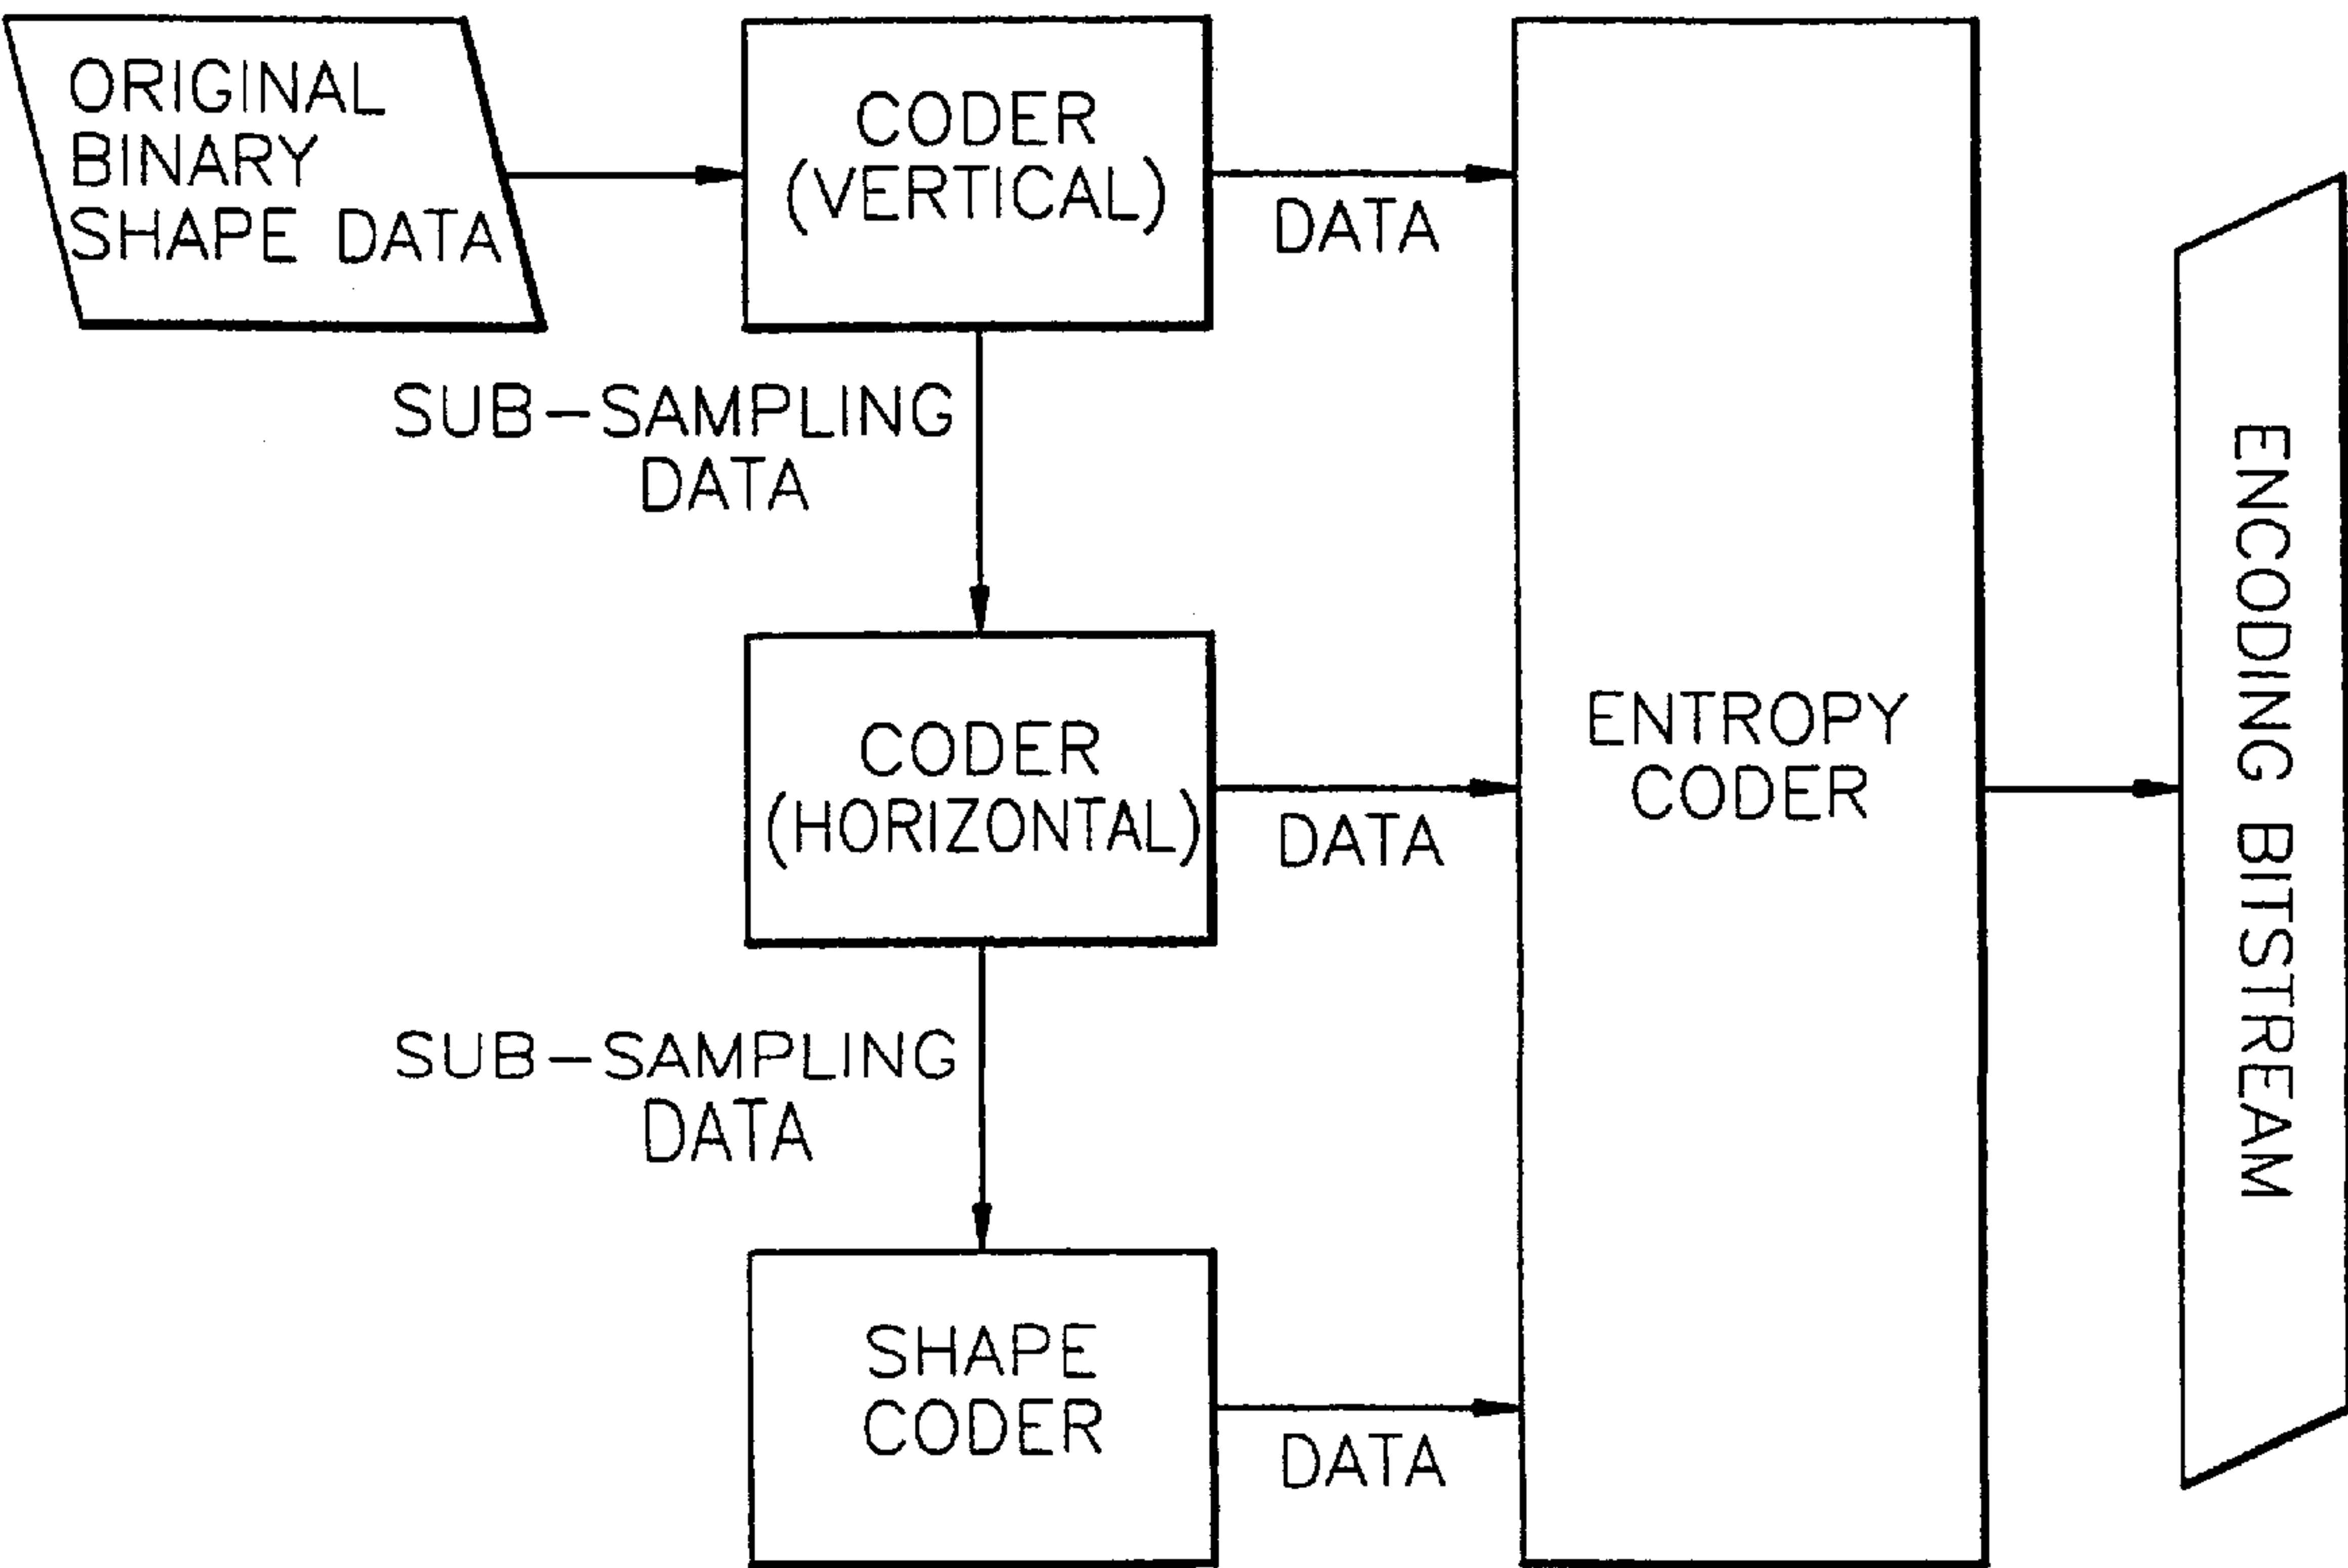 ORIGINAL
BINARY
SHAPE DATA
CODER
(VERTICAL)
DATA
SUB-SAMPLING
DATA
CODER
(HORIZONTAL)
DATA
SUB-SAMPLING
DATA
SHAPE
CODER
DATA
ENTROPY
CODER
ENCODING BITSTREAM